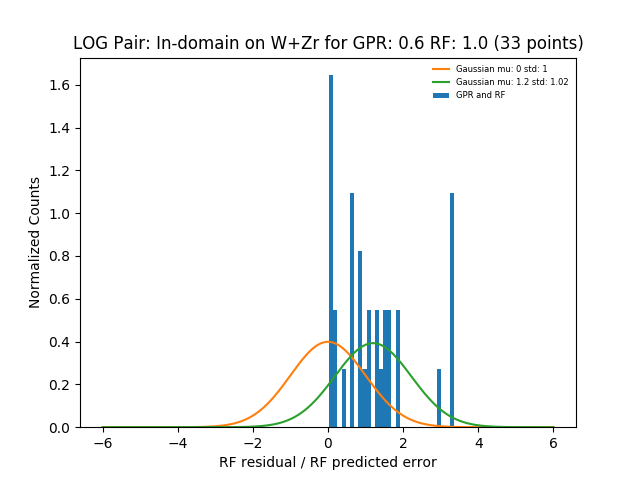 LOG Pair: In-domain on W+Zr for GPR: 0.6 RF: 1.0 (33 points)
Gaussian mu: 0 std: 1
Gaussian mu: 1.2 std: 1.02
GPR and RF
Normalized Counts
1.6
1.4
1.2
1.0
0.8
0.6
0.4
0.2
0.0
−6
−4
−2
0
2
4
6
RF residual / RF predicted error